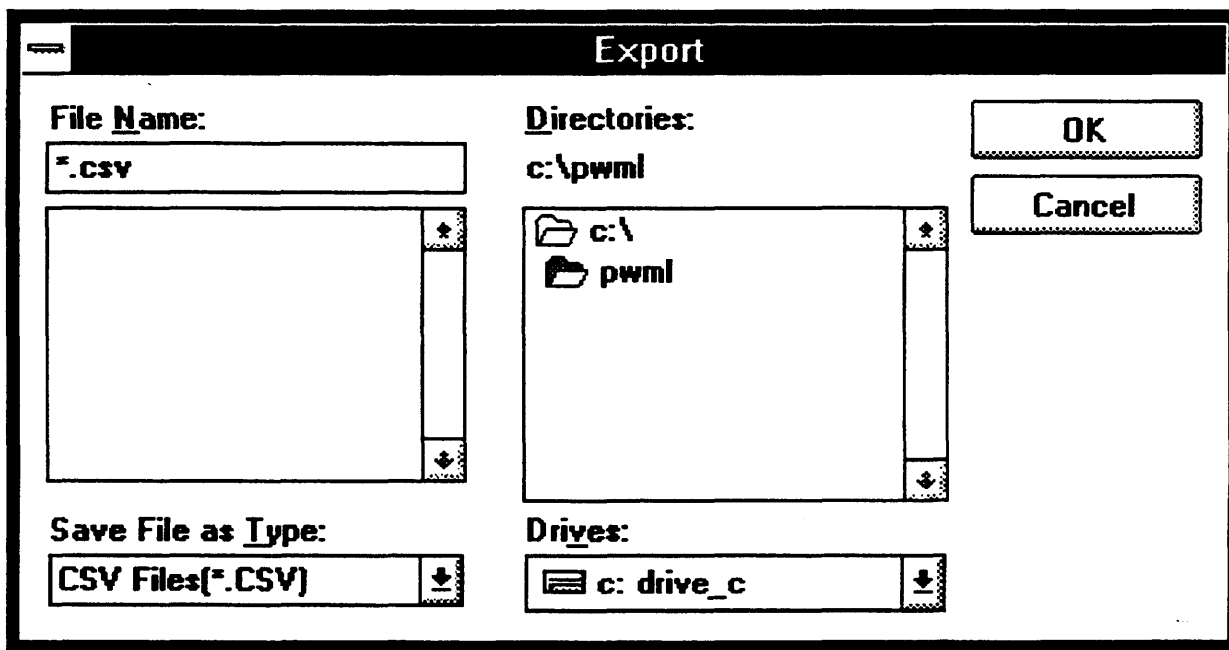 Export
File Name:
*.csv
Directories:
c:\pwml
c:\
pwml
OK
Cancel
Save File as Type:
CSV Files(*.CSV)
Drives:
c: drive_c